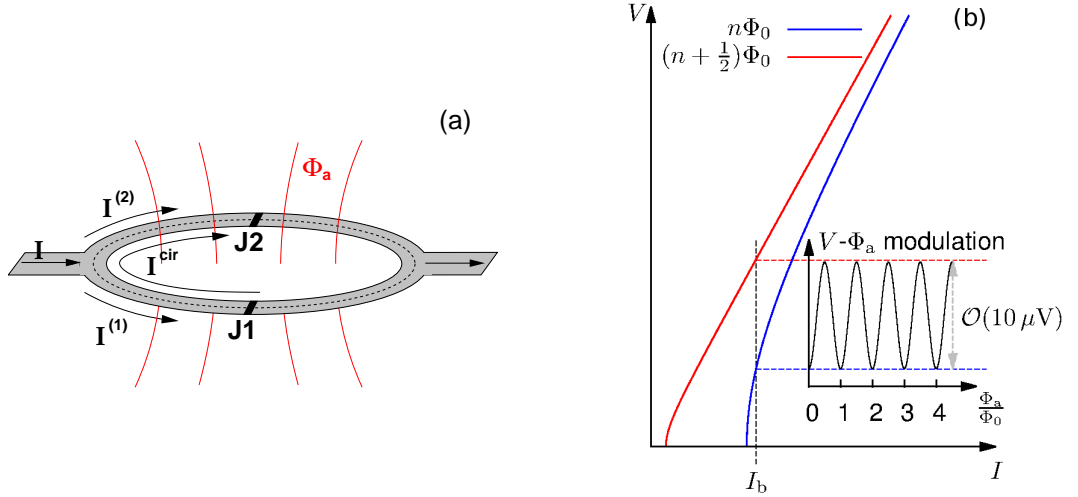 (a)
Φa
I(2)
J2
I
Icir
J1
I(1)
(b)
V
nΦ0
(n + 1/2)Φ0
V-Φa modulation
O(10 μV)
0 1 2 3 4
Φa/Φ0
Ib
I